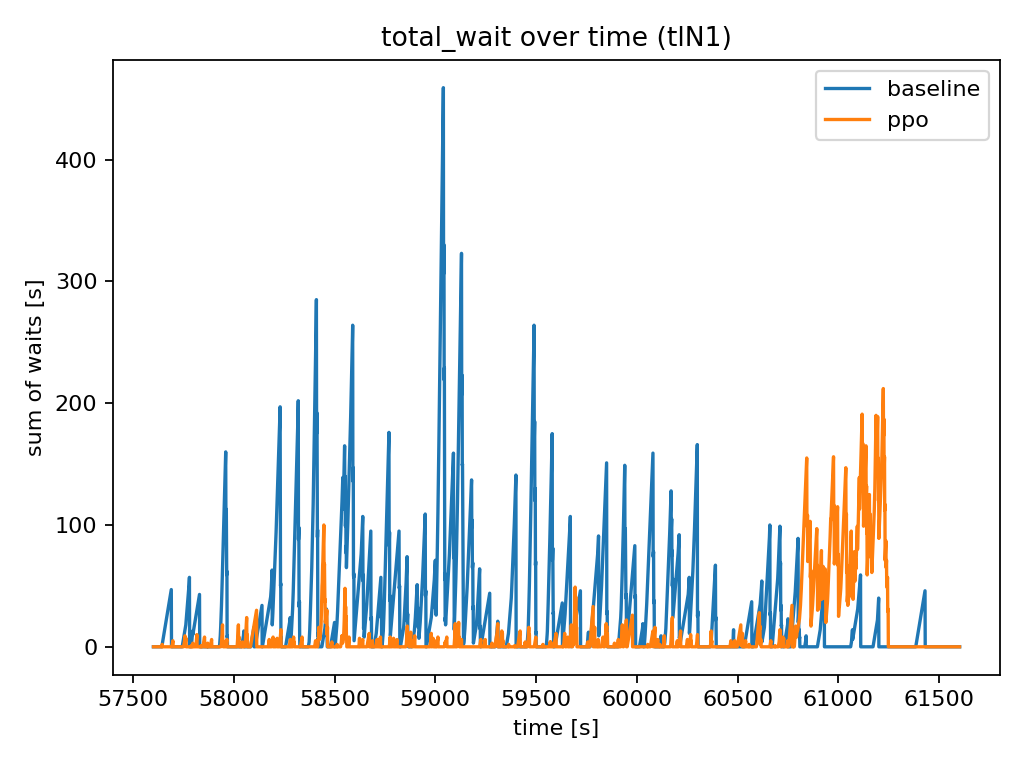 total_wait over time (tlN1)
baseline
ppo
sum of waits [s]
400
300
200
100
0
57500 58000 58500 59000 59500 60000 60500 61000 61500
time [s]